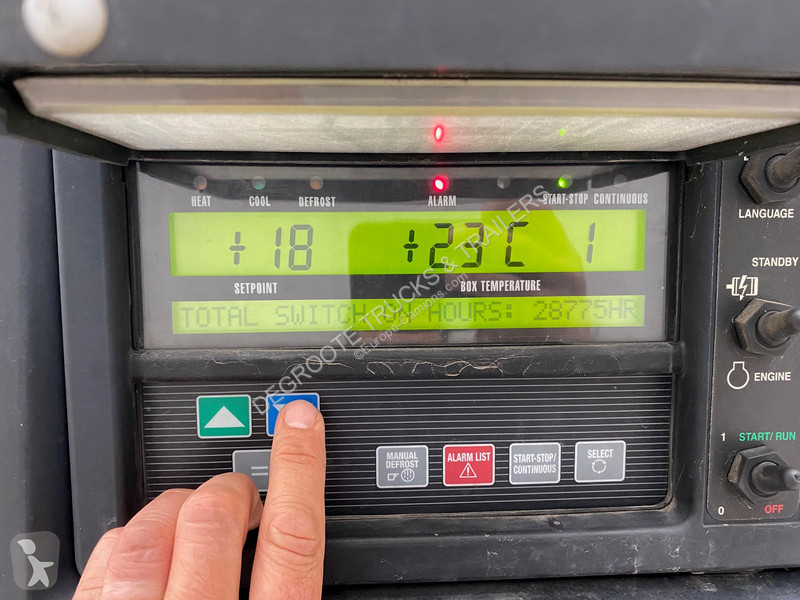 HEAT COOL DEFROST ALARM START-STOP CONTINUOUS
+18 +23C 1
SETPOINT BOX TEMPERATURE
TOTAL SWITCH ON HOURS: 28775HR
DEGROOTE TRUCKS & TRAILERS
©Europe-Camions.com
MANUAL DEFROST
ALARM LIST
START-STOP/ CONTINUOUS
SELECT
LANGUAGE
STANDBY
ENGINE
1 START/ RUN
0 OFF